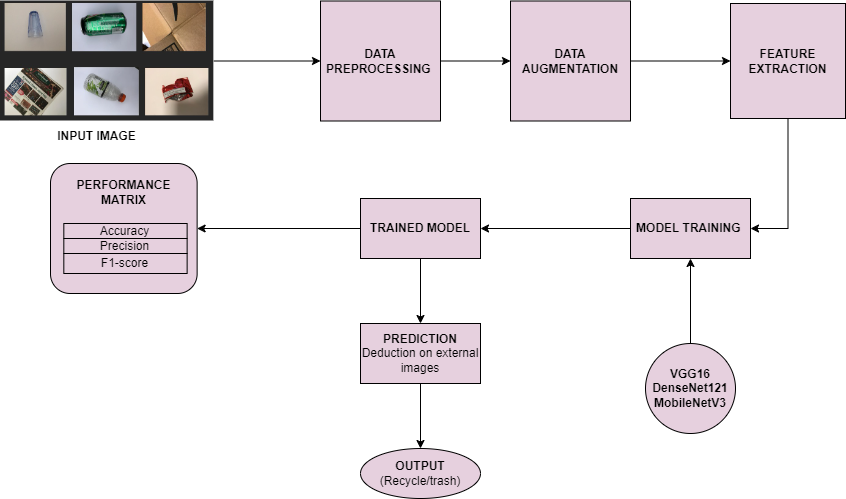 INPUT IMAGE
DATA
PREPROCESSING
DATA
AUGMENTATION
FEATURE
EXTRACTION
MODEL TRAINING
VGG16
DenseNet121
MobileNetV3
TRAINED MODEL
PERFORMANCE
MATRIX
Accuracy
Precision
F1-score
PREDICTION
Deduction on external
images
OUTPUT
(Recycle/trash)